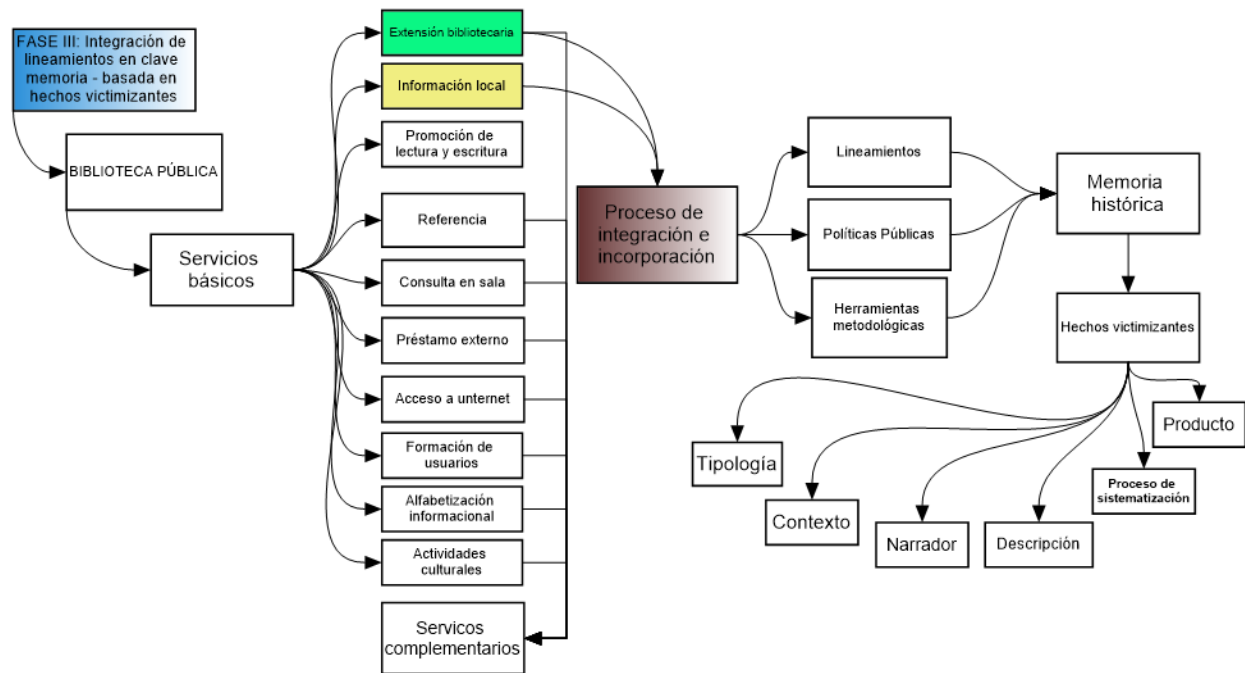 FASE III: Integración de
lineamientos en clave
memoria - basada en
hechos victimizantes
BIBLIOTECA PÚBLICA
Servicios
básicos
Extensión bibliotecaria
Información local
Promoción de
lectura y escritura
Referencia
Consulta en sala
Préstamo externo
Acceso a unternet
Formación de
usuarios
Alfabetización
informacional
Actividades
culturales
Servicos
complementarios
Proceso de
integración e
incorporación
Lineamientos
Políticas Públicas
Herramientas
metodológicas
Memoria
histórica
Hechos victimizantes
Tipología
Contexto
Narrador
Descripción
Proceso de
sistematización
Producto